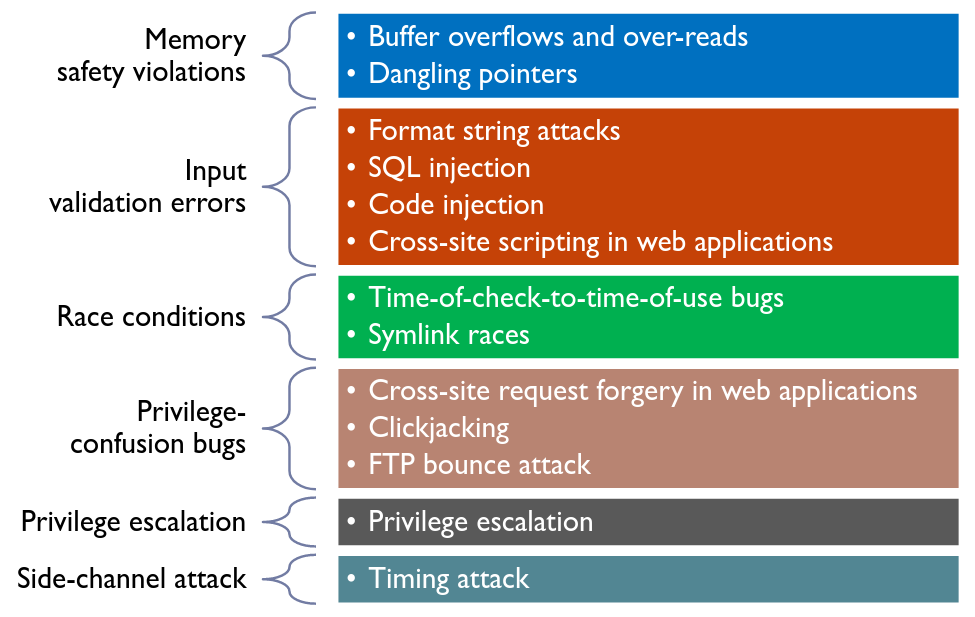 Memory
safety violations
• Buffer overflows and over-reads
• Dangling pointers
Input
validation errors
• Format string attacks
• SQL injection
• Code injection
• Cross-site scripting in web applications
Race conditions
• Time-of-check-to-time-of-use bugs
• Symlink races
Privilege-
confusion bugs
• Cross-site request forgery in web applications
• Clickjacking
• FTP bounce attack
Privilege escalation
• Privilege escalation
Side-channel attack
• Timing attack